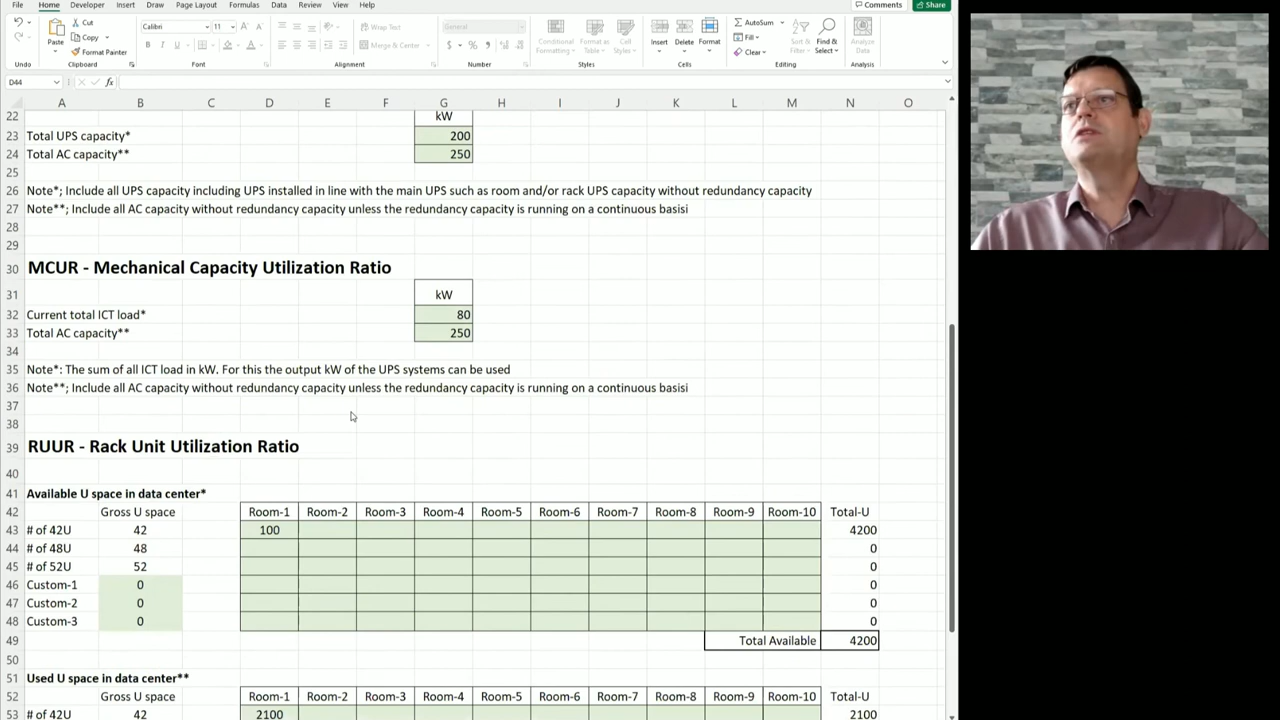 File Home Developer Insert Draw Page Layout Formulas Data Review View Help Comments Share
Cut
Copy
Format Painter
Paste
Calibri 11
B I U
Wrap Text
Merge & Center
General
$ % 9
Conditional Formatting
Format as Table
Cell Styles
Insert Delete Format
AutoSum
Fill
Clear
Sort & Filter
Find & Select
Analyze Data
Undo Clipboard Font Alignment Number Styles Cells Editing Analysis
D44 fx
A B C D E F G H I J K L M N O
22 kW
23 Total UPS capacity* 200
24 Total AC capacity** 250
25
26 Note*; Include all UPS capacity including UPS installed in line with the main UPS such as room and/or rack UPS capacity without redundancy capacity
27 Note**; Include all AC capacity without redundancy capacity unless the redundancy capacity is running on a continuous basisi
28
29
30 MCUR - Mechanical Capacity Utilization Ratio
31 kW
32 Current total ICT load* 80
33 Total AC capacity** 250
34
35 Note*: The sum of all ICT load in kW. For this the output kW of the UPS systems can be used
36 Note**; Include all AC capacity without redundancy capacity unless the redundancy capacity is running on a continuous basisi
37
38
39 RUUR - Rack Unit Utilization Ratio
40
41 Available U space in data center*
42 Gross U space Room-1 Room-2 Room-3 Room-4 Room-5 Room-6 Room-7 Room-8 Room-9 Room-10 Total-U
43 # of 42U 42 100 4200
44 # of 48U 48 0
45 # of 52U 52 0
46 Custom-1 0 0
47 Custom-2 0 0
48 Custom-3 0 0
49 Total Available 4200
50
51 Used U space in data center**
52 Gross U space Room-1 Room-2 Room-3 Room-4 Room-5 Room-6 Room-7 Room-8 Room-9 Room-10 Total-U
53 # of 42U 42 2100 2100